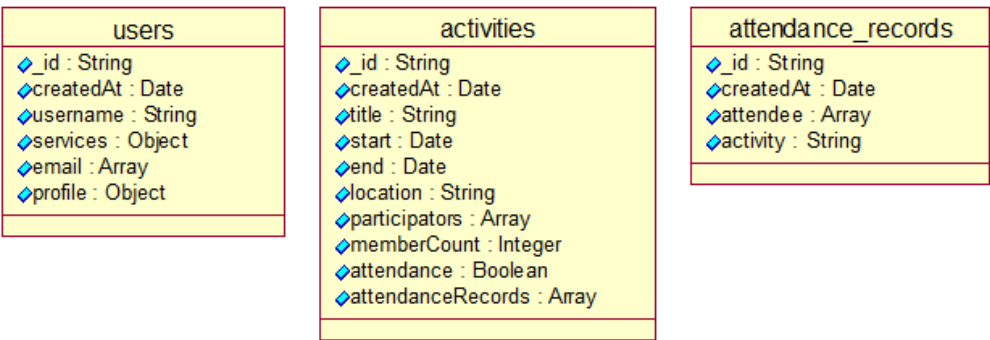 users
_id : String
createdAt : Date
username : String
services : Object
email : Array
profile : Object
activities
_id : String
createdAt : Date
title : String
start : Date
end : Date
location : String
participators : Array
memberCount : Integer
attendance : Boolean
attendanceRecords : Array
attendance_records
_id : String
createdAt : Date
attendee : Array
activity : String